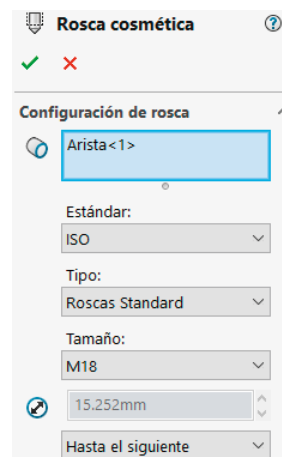 Rosca cosmética
Configuración de rosca
Arista<1>
Estándar:
ISO
Tipo:
Roscas Standard
Tamaño:
M18
15.252mm
Hasta el siguiente